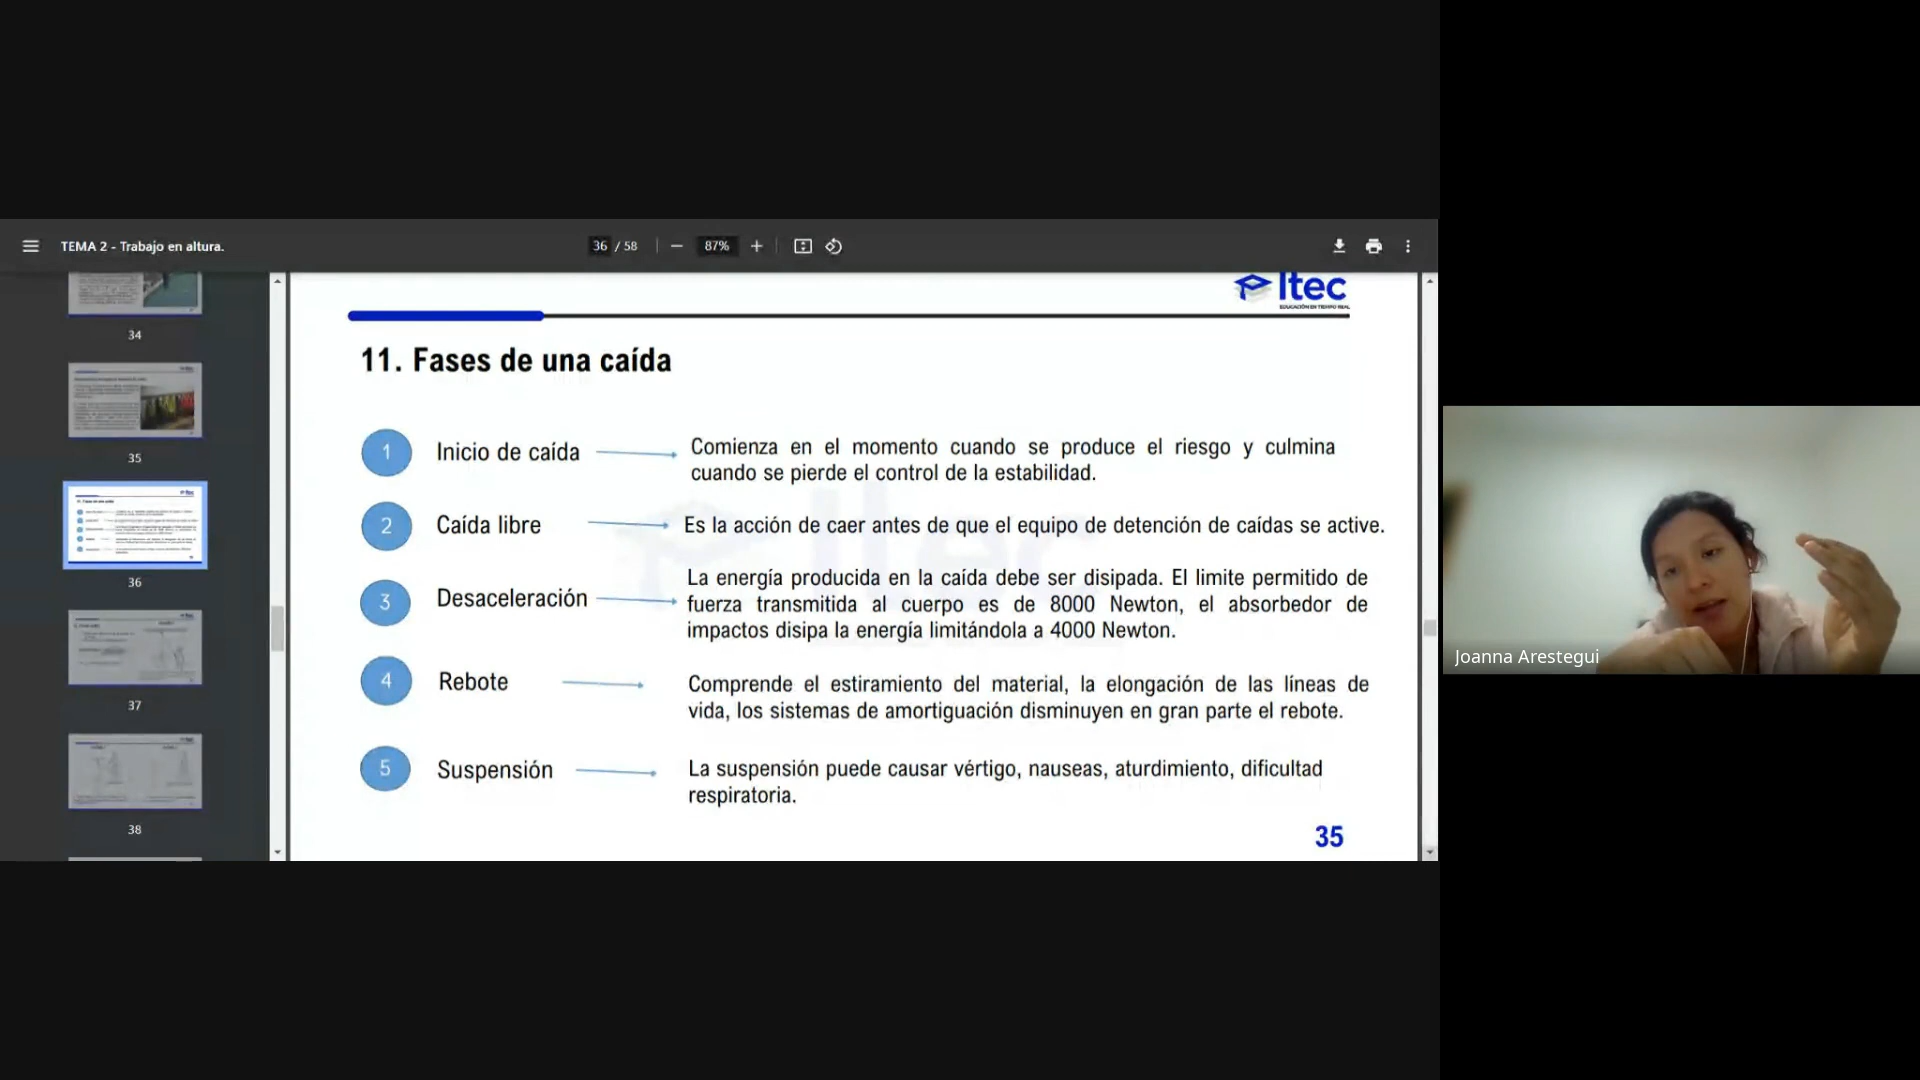 TEMA 2 - Trabajo en altura.
36 / 58
87%
34
35
36
37
38
Itec
EDUCACIÓN EN TIEMPO REAL
11. Fases de una caída
1 Inicio de caída
Comienza en el momento cuando se produce el riesgo y culmina
cuando se pierde el control de la estabilidad.
2 Caída libre
Es la acción de caer antes de que el equipo de detención de caídas se active.
3 Desaceleración
La energía producida en la caída debe ser disipada. El limite permitido de
fuerza transmitida al cuerpo es de 8000 Newton, el absorbedor de
impactos disipa la energía limitándola a 4000 Newton.
4 Rebote
Comprende el estiramiento del material, la elongación de las líneas de
vida, los sistemas de amortiguación disminuyen en gran parte el rebote.
5 Suspensión
La suspensión puede causar vértigo, nauseas, aturdimiento, dificultad
respiratoria.
35
Joanna Arestegui